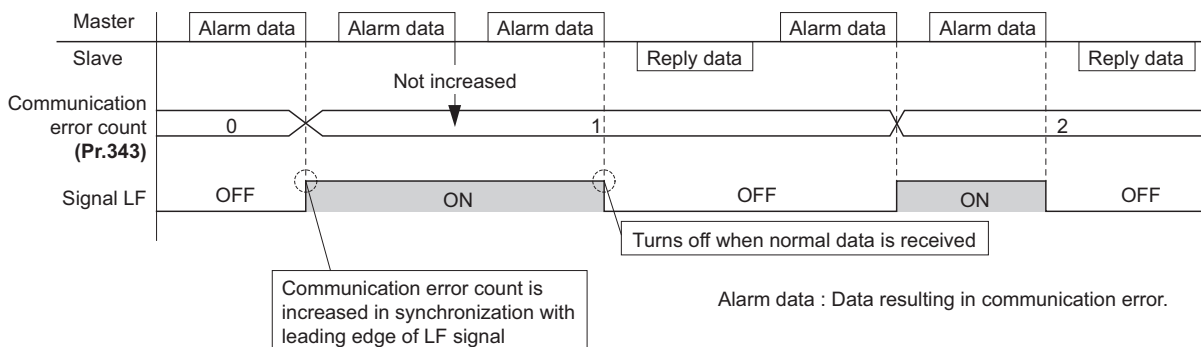 Master
Alarm data
Alarm data
Alarm data
Alarm data
Alarm data
Slave
Reply data
Reply data
Not increased
Communication
error count
(Pr.343)
0
1
2
Signal LF
OFF
ON
OFF
ON
OFF
Turns off when normal data is received
Communication error count is
increased in synchronization with
leading edge of LF signal
Alarm data : Data resulting in communication error.